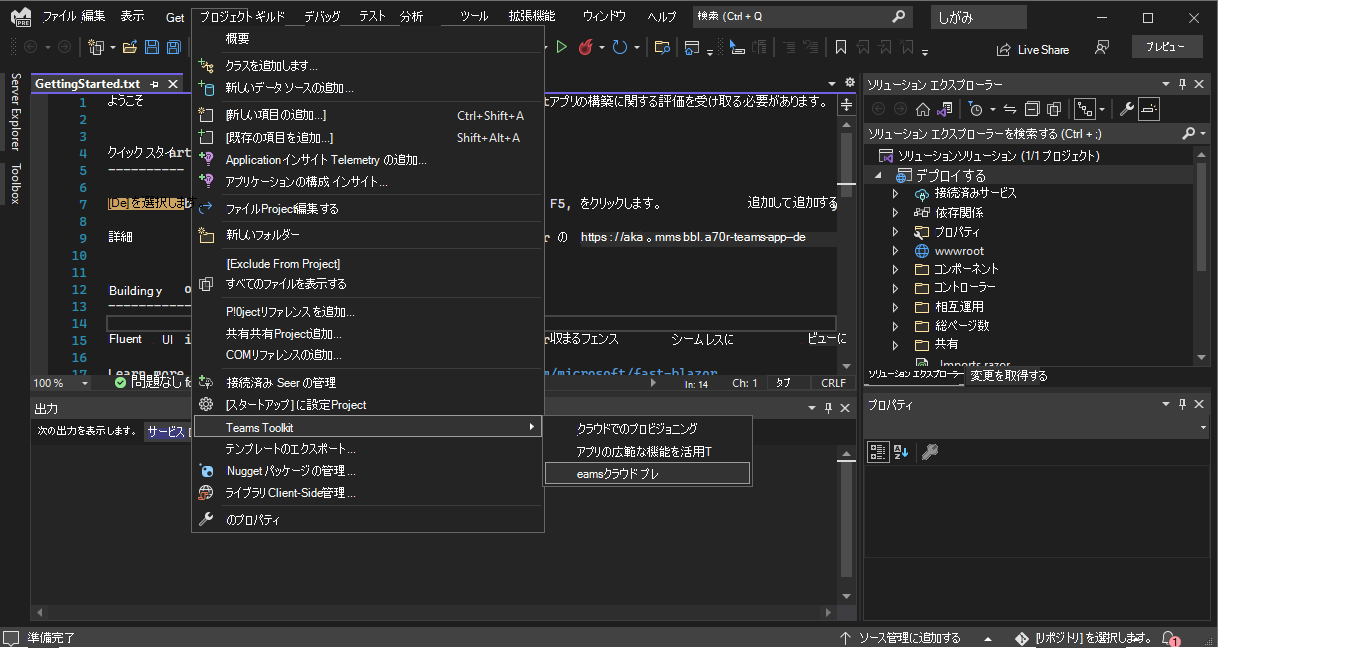 ファイル 編集 表示 Get プロジェクト ギルド デバッグ テスト 分析 ツール 拡張機能 ウィンドウ ヘルプ 検索 (Ctrl + Q しがみ
Live Share プレビュー
Server Explorer
Toolbox
GettingStarted.txt
1 ようこそ tアプリの構築に関する評価を受け取る必要があります。
2
3
4 クイック スタイart
5 ----------
6
7 [De] を選択しま F5, をクリックします。 追加して追加する
8
9 詳細 r の https : //aka 。mms bbl. a70r-teams-app–de
10
11
12 Building y o
13 -----------
14
15 Fluent UI i r収まるフェンス シームレスに ビューに
16
17 Learn more m/microsoft/fast-blazor
100 % 問題なし fo ln: 14 Ch: 1 タブ CRLF
概要
クラスを追加します...
新しいデータ ソースの追加...
[新しい項目の追加...] Ctrl+Shift+A
[既存の項目を追加...] Shift+Alt+A
Application インサイト Telemetry の追加...
アプリケーションの構成 インサイト...
ファイルProject編集する
新しいフォルダー
[Exclude From Project]
すべてのファイルを表示する
P!0jectリファレンス を追加...
共有共有Project追加...
COMリファレンスの追加...
接続済み Seer の管理
[スタートアップ] に設定Project
Teams Toolkit
テンプレートのエクスポート...
Nugget パッケージの管理...
ライブラリ Client-Side管理...
のプロパティ
クラウドでのプロビジョニング
アプリの広範な機能を活用T
eamsクラウド プレ
出力
次の出力を表示します。 サービス [
ソリューション エクスプローラー
ソリューション エクスプローラーを検索する (Ctrl + ;)
ソリューションソリューション (1/1 プロジェクト)
デプロイする
接続済みサービス
依存関係
プロパティ
wwwroot
コンポーネント
コントローラー
相互運用
総ページ数
共有
_Imports.razor
ソリューション エクスプローラー 変更を取得する
プロパティ
準備完了 ソース管理に追加する [リポジトリ] を選択します。 1